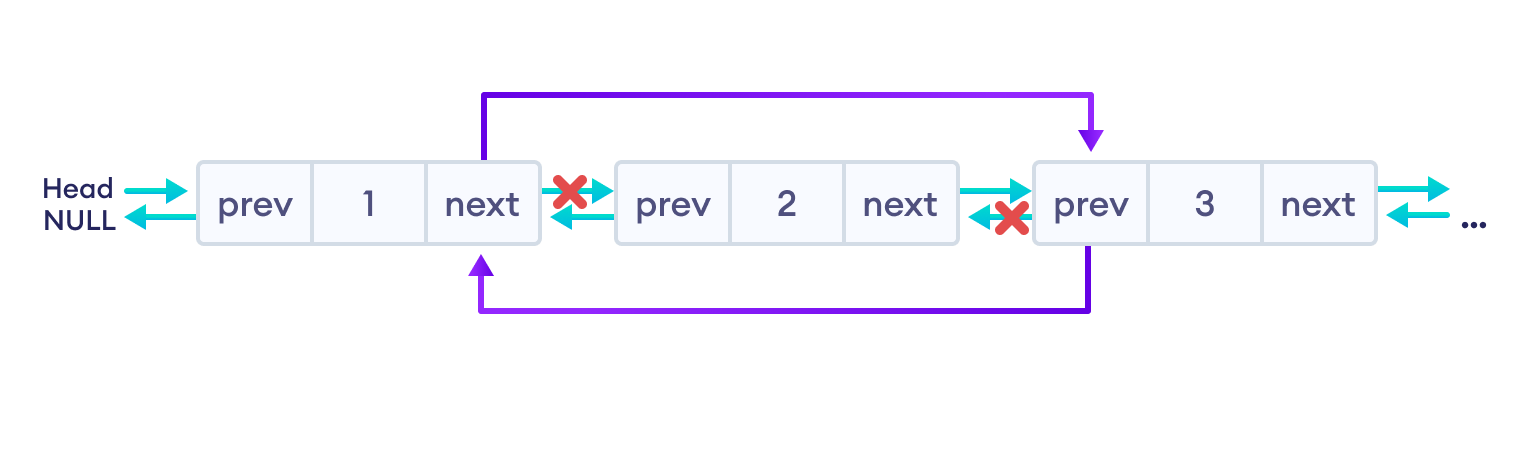 Head
NULL
prev 1 next
prev 2 next
prev 3 next
...